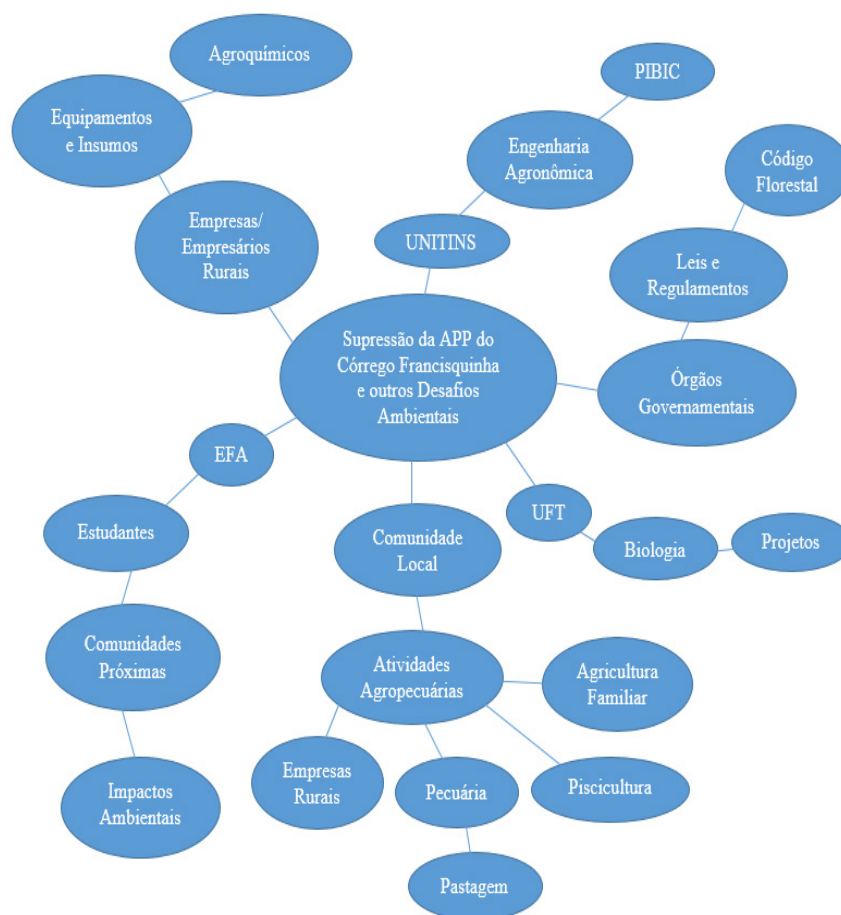 Agroquímicos
PIBIC
Equipamentos
e Insumos
Engenharia
Agronômica
Código
Florestal
Empresas/
Empresários
Rurais
UNITINS
Leis e
Regulamentos
Supressão da APP do
Córrego Francisquinha
e outros Desafios
Ambientais
Órgãos
Governamentais
EFA
UFT
Estudantes
Comunidade
Local
Biologia
Projetos
Comunidades
Próximas
Atividades
Agropecuárias
Agricultura
Familiar
Empresas
Rurais
Pecuária
Piscicultura
Impactos
Ambientais
Pastagem